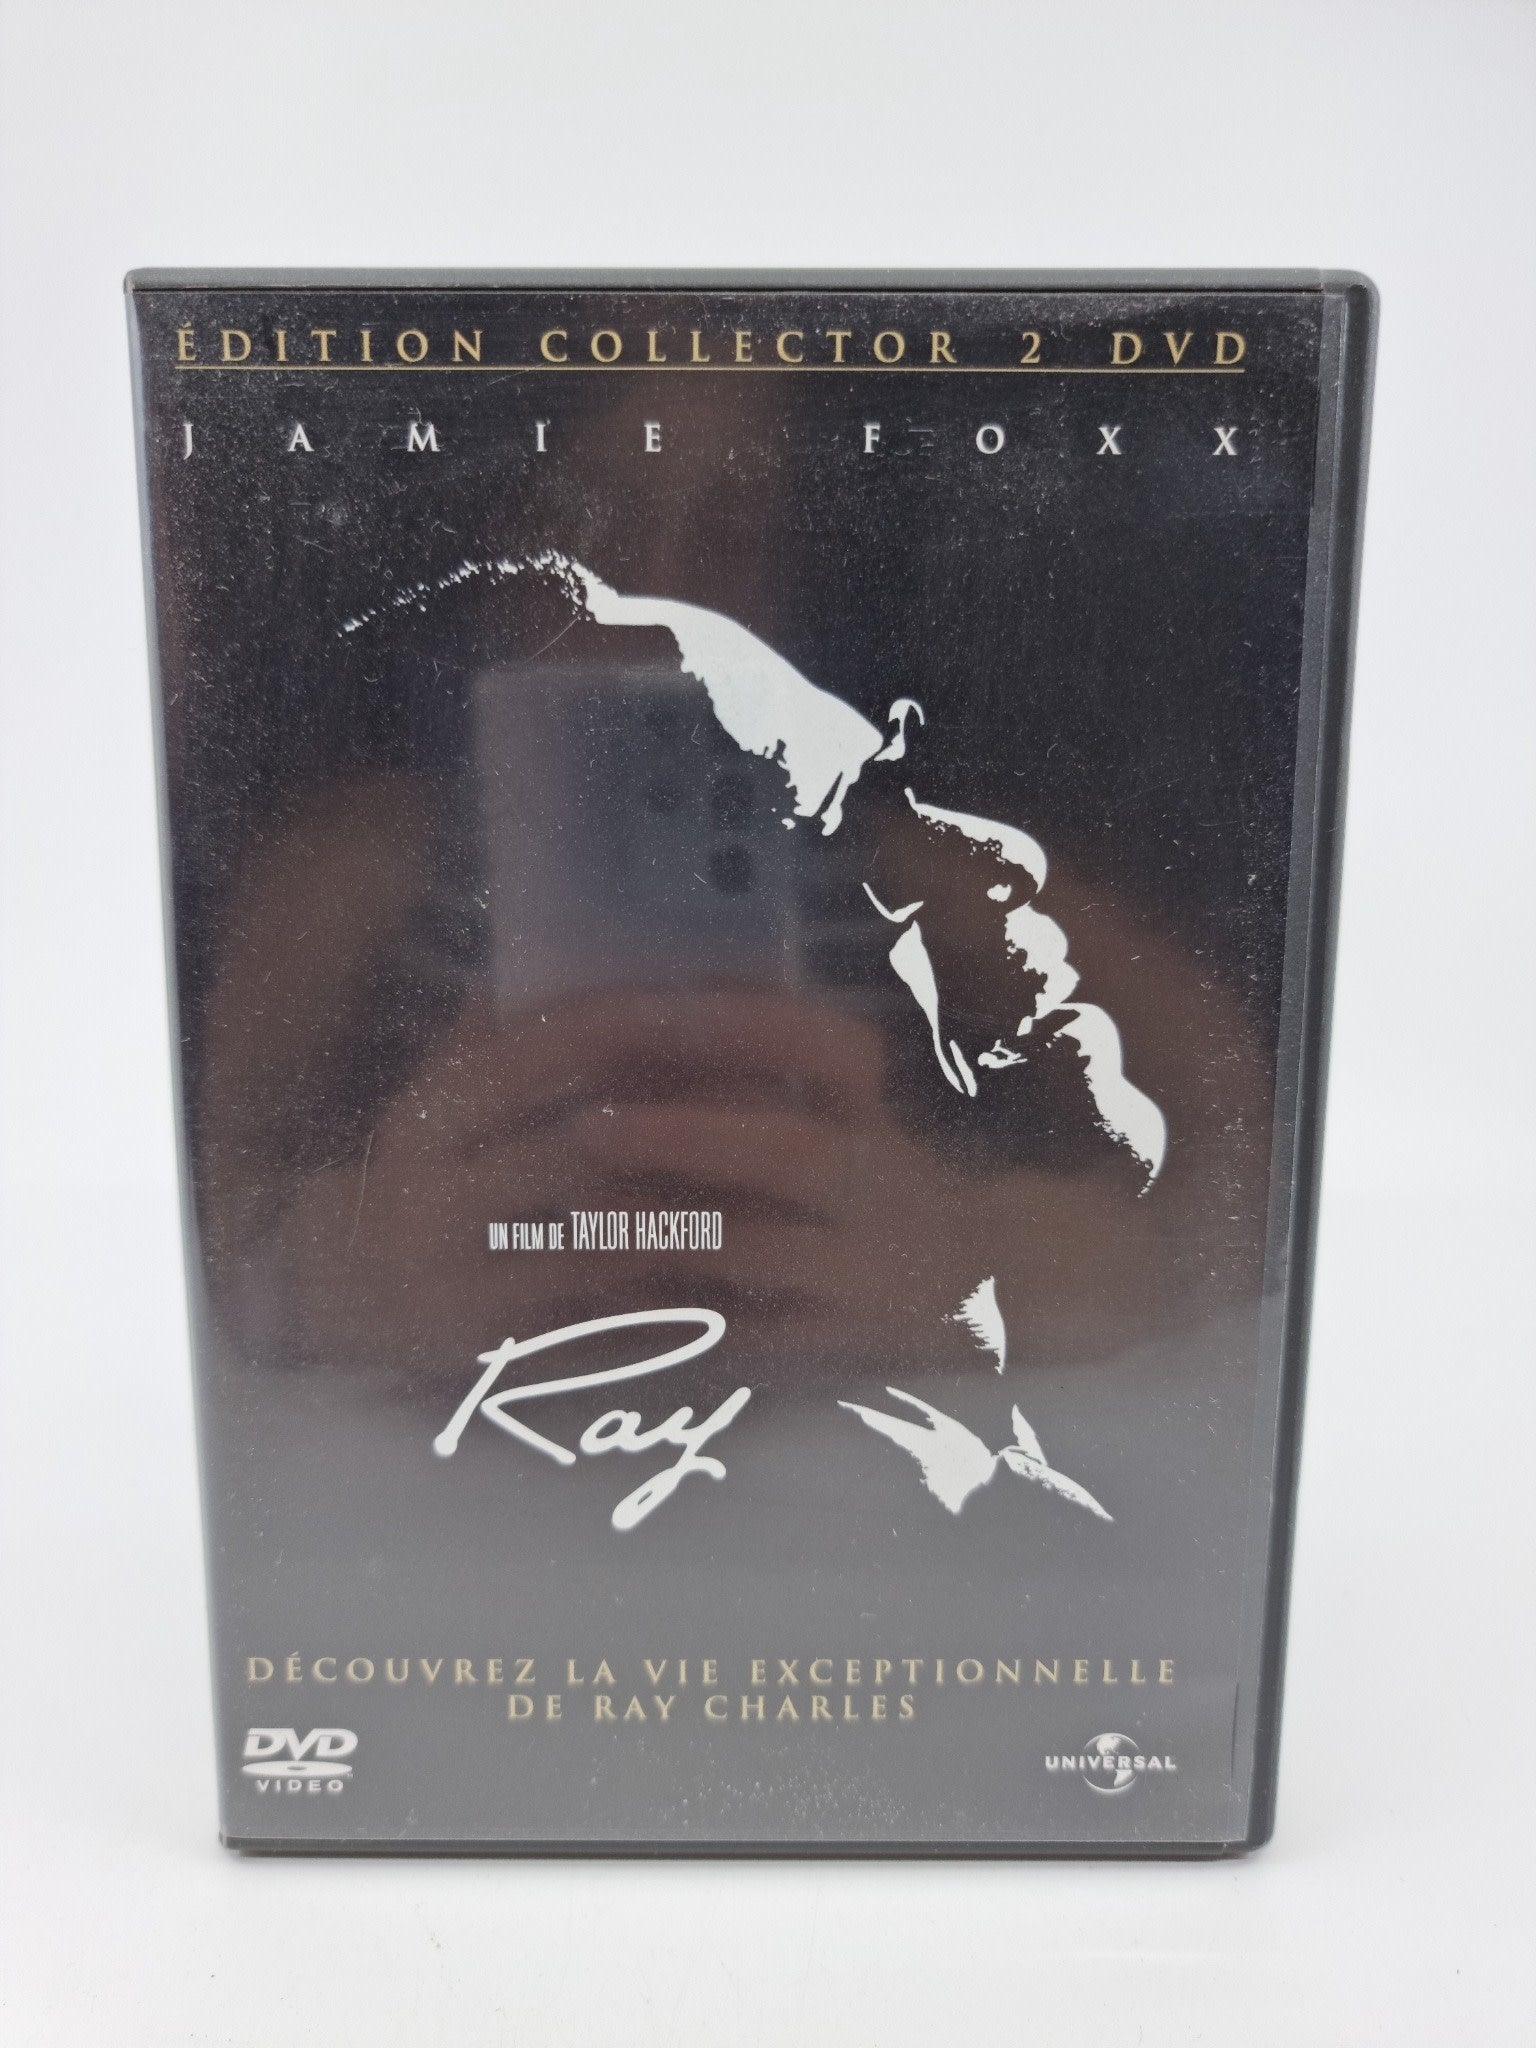 ÉDITION COLLECTOR 2 DVD
JAMIE FOXX
UN FILM DE TAYLOR HACKFORD
Ray
DÉCOUVREZ LA VIE EXCEPTIONNELLE
DE RAY CHARLES
DVD
VIDEO
UNIVERSAL